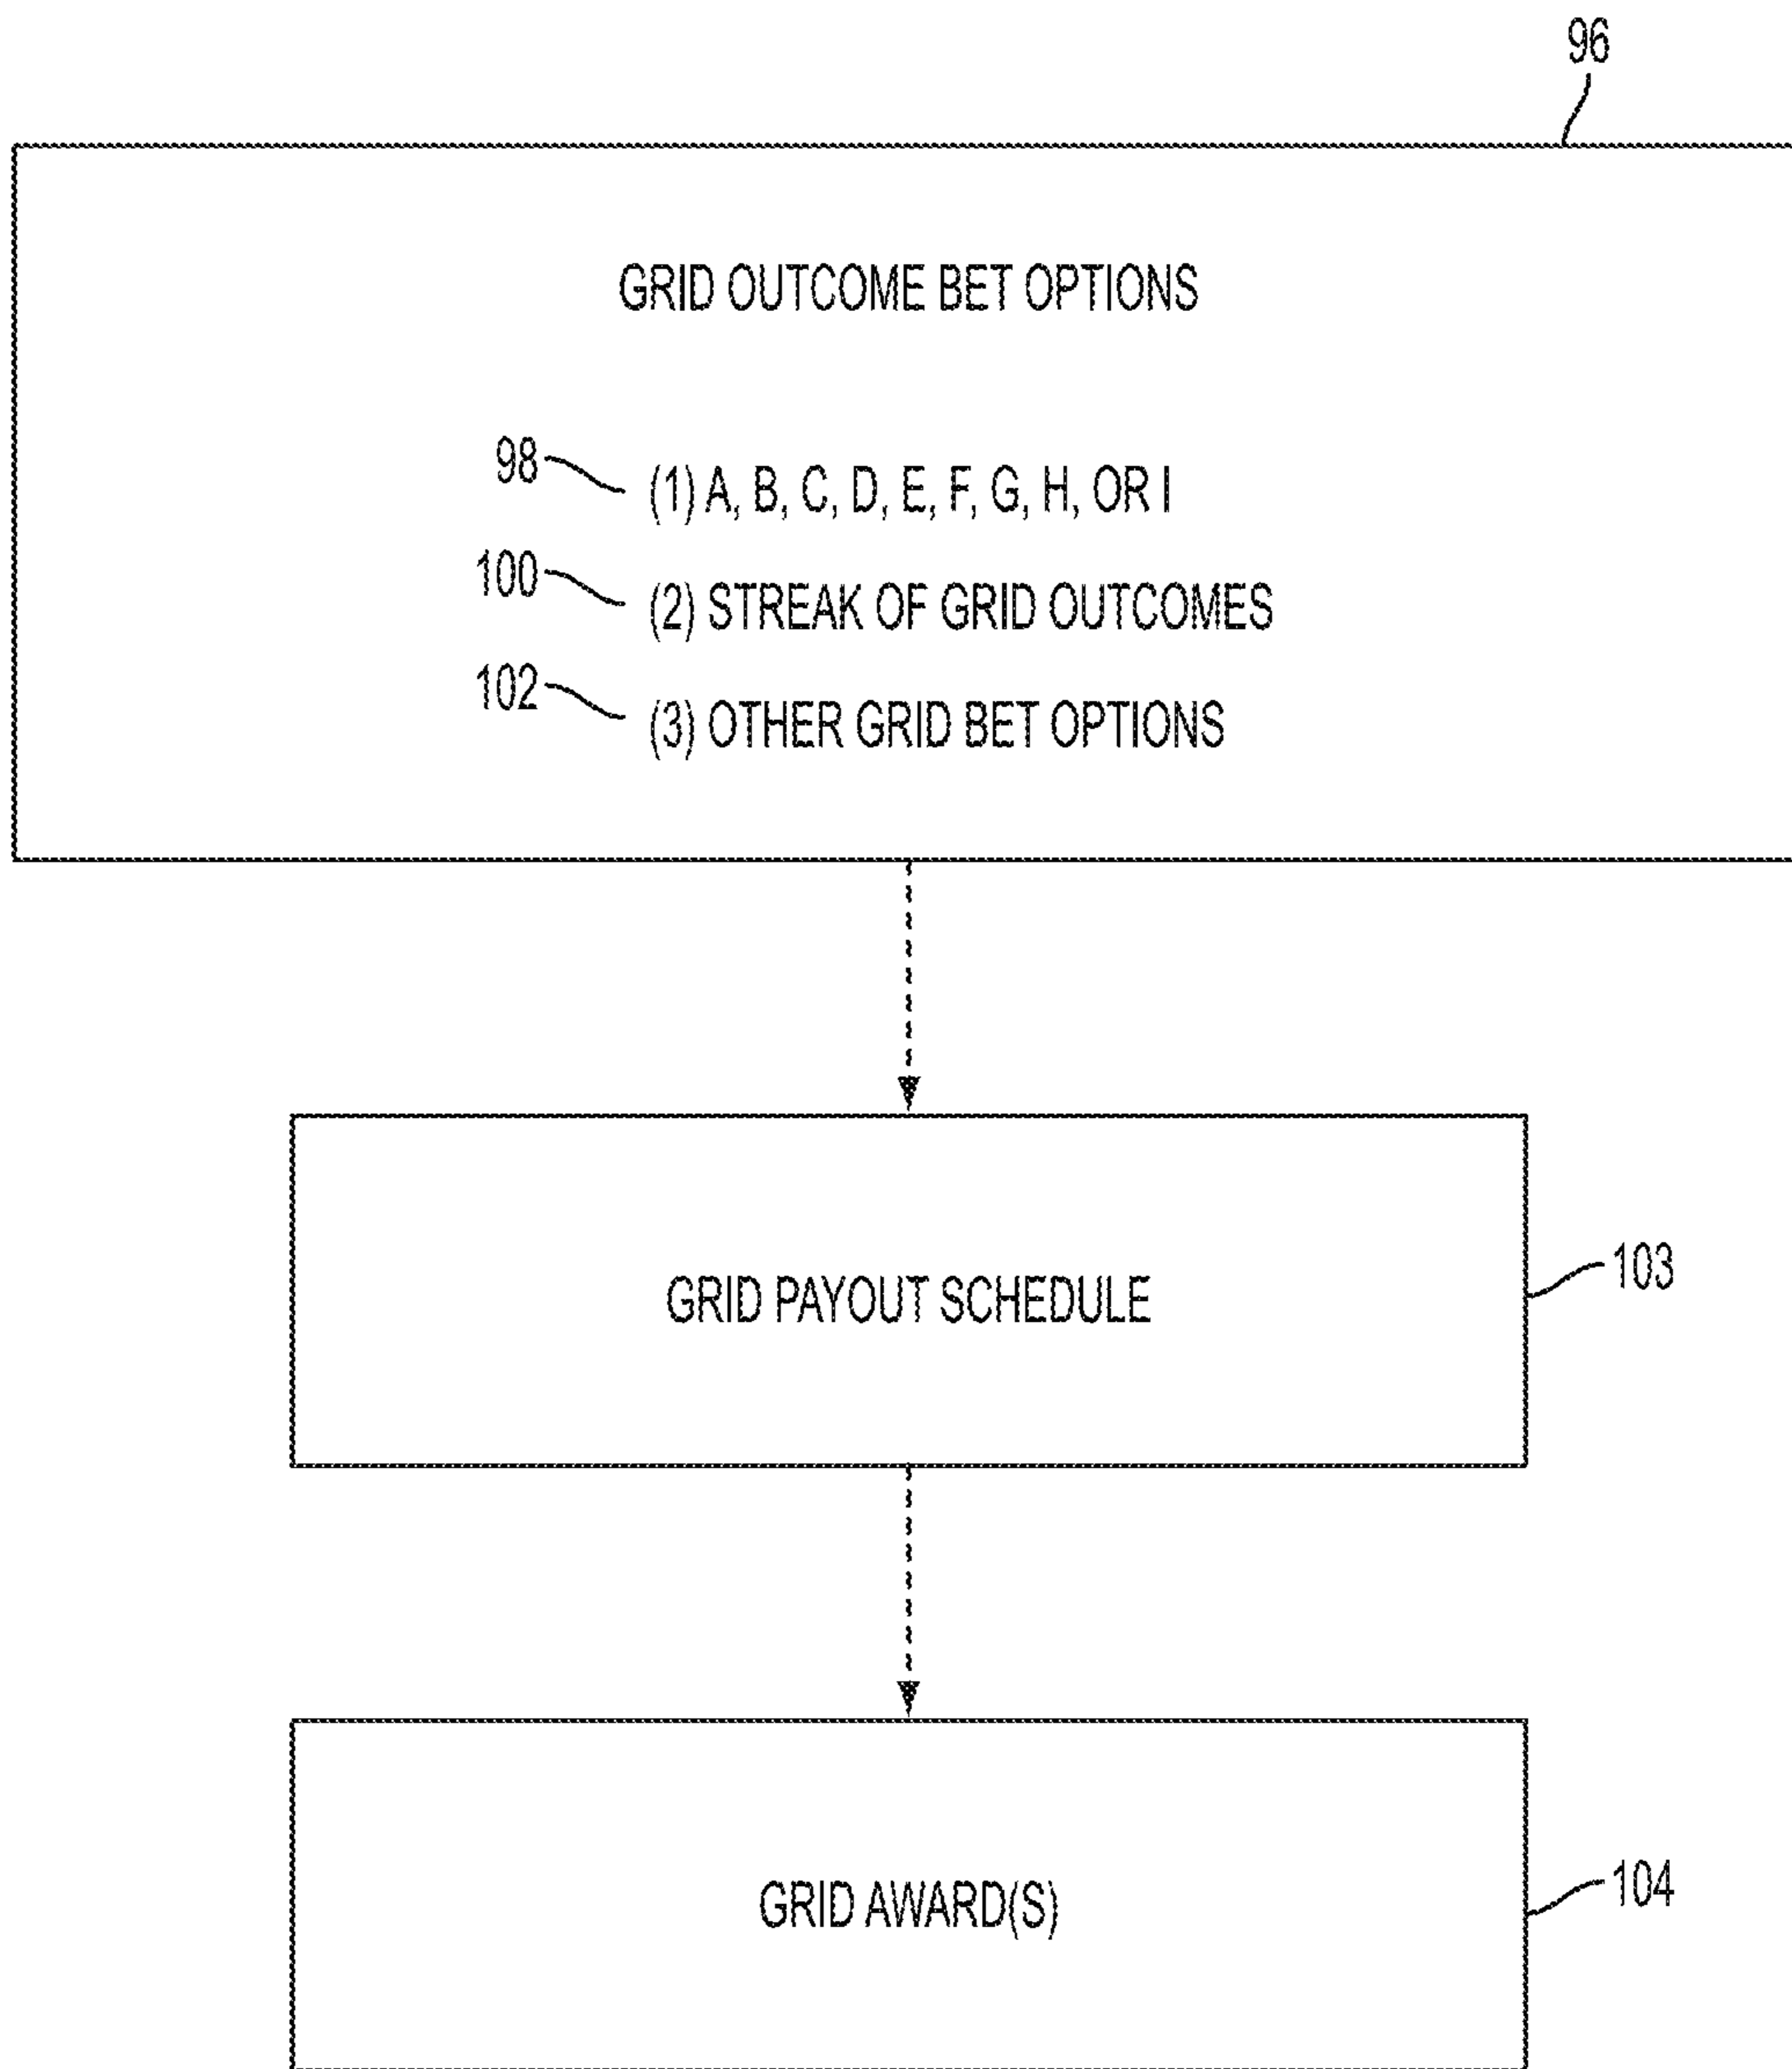 96
GRID OUTCOME BET OPTIONS
98 (1) A, B, C, D, E, F, G, H, OR I
100 (2) STREAK OF GRID OUTCOMES
102 (3) OTHER GRID BET OPTIONS
GRID PAYOUT SCHEDULE 103
GRID AWARD(S) 104